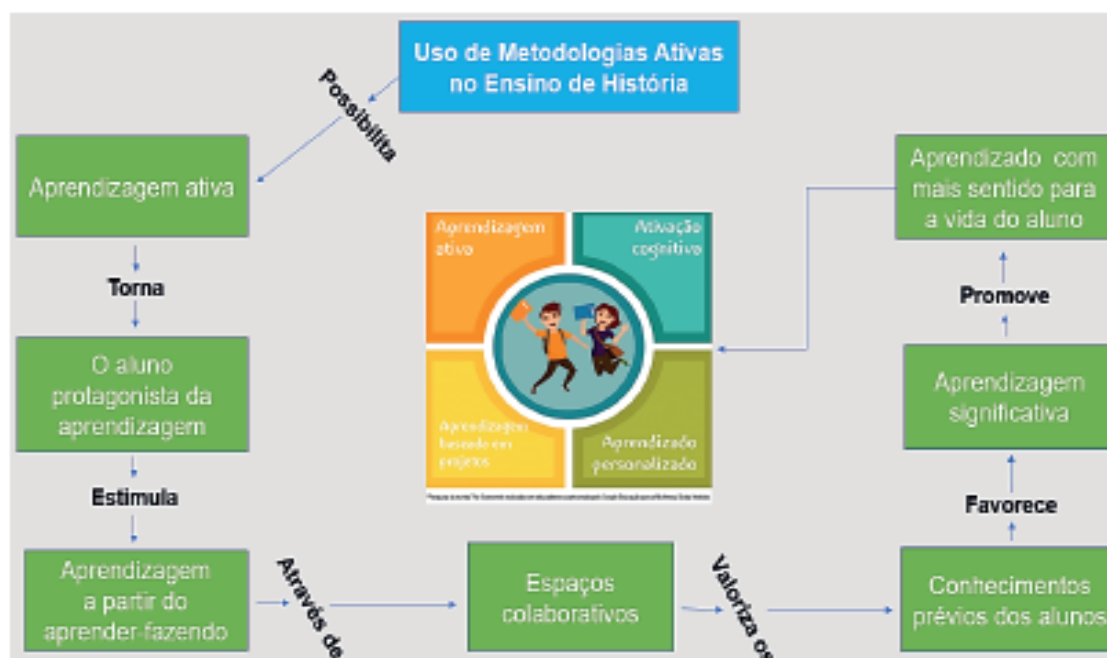 Uso de Metodologias Ativas
no Ensino de História
Possibilita
Aprendizagem ativa
Torna
O aluno
protagonista da
aprendizagem
Estimula
Aprendizagem
a partir do
aprender-fazendo
Através de
Espaços
colaborativos
Valoriza os
Conhecimentos
prévios dos alunos
Favorece
Aprendizagem
significativa
Promove
Aprendizado com
mais sentido para
a vida do aluno
Aprendizagem
ativa
Ativação
cognitiva
Aprendizagem
baseada em
projetos
Aprendizado
personalizado